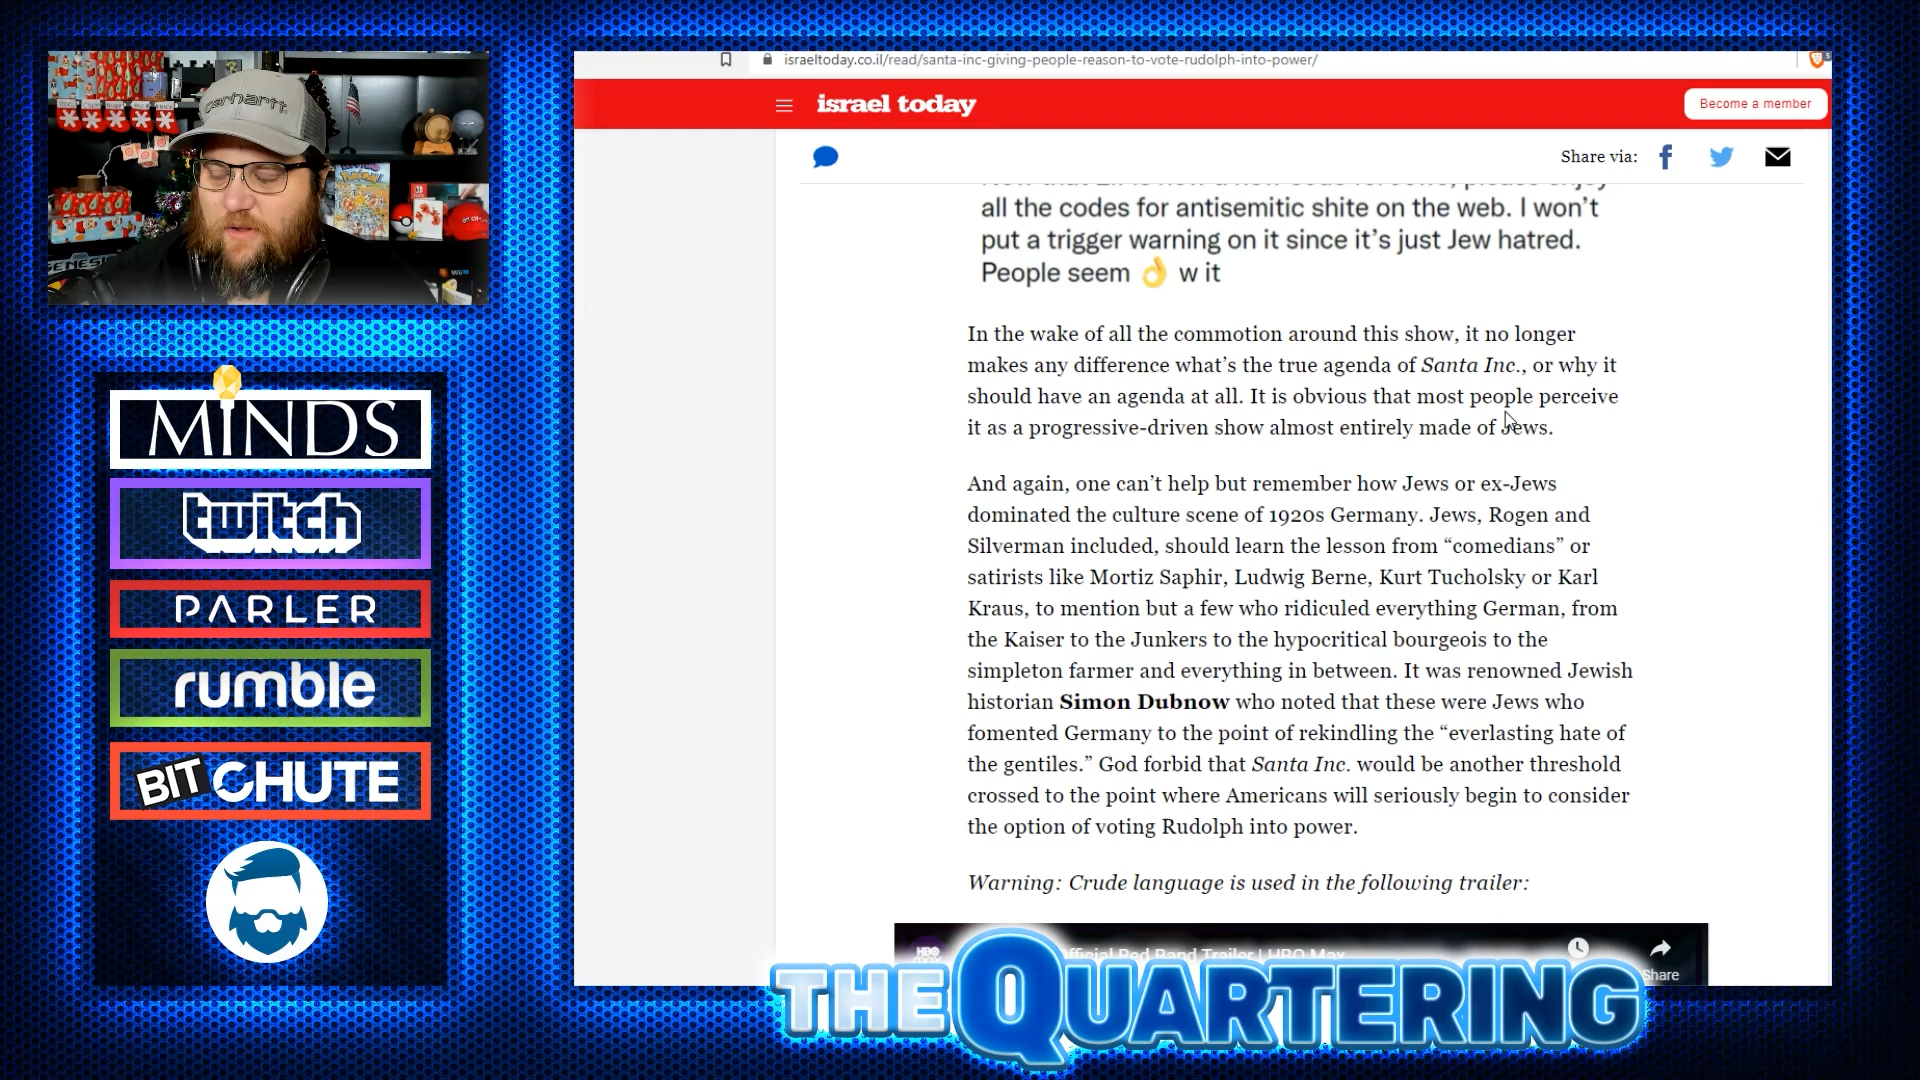 israeltoday.co.il/read/santa-inc-giving-people-reason-to-vote-rudolph-into-power/
israel today
Become a member
Share via:
all the codes for antisemitic shite on the web. I won't
put a trigger warning on it since it's just Jew hatred.
People seem 👌 w it
In the wake of all the commotion around this show, it no longer
makes any difference what's the true agenda of Santa Inc., or why it
should have an agenda at all. It is obvious that most people perceive
it as a progressive-driven show almost entirely made of Jews.
And again, one can't help but remember how Jews or ex-Jews
dominated the culture scene of 1920s Germany. Jews, Rogen and
Silverman included, should learn the lesson from “comedians” or
satirists like Mortiz Saphir, Ludwig Berne, Kurt Tucholsky or Karl
Kraus, to mention but a few who ridiculed everything German, from
the Kaiser to the Junkers to the hypocritical bourgeois to the
simpleton farmer and everything in between. It was renowned Jewish
historian Simon Dubnow who noted that these were Jews who
fomented Germany to the point of rekindling the “everlasting hate of
the gentiles.” God forbid that Santa Inc. would be another threshold
crossed to the point where Americans will seriously begin to consider
the option of voting Rudolph into power.
Warning: Crude language is used in the following trailer:
Red Band Trailer | HBO Max
Share
THE QUARTERING
carhartt
POKéMON
GENESIS
Wii
MINDS
twitch
PARLER
rumble
BITCHUTE